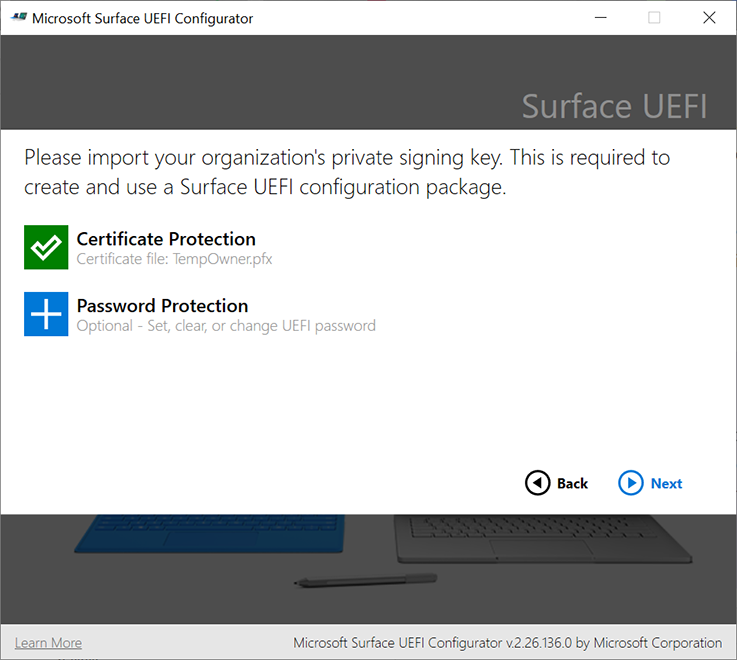 Microsoft Surface UEFI Configurator
Surface UEFI
Please import your organization's private signing key. This is required to
create and use a Surface UEFI configuration package.
Certificate Protection
Certificate file: TempOwner.pfx
Password Protection
Optional - Set, clear, or change UEFI password
Back
Next
Learn More
Microsoft Surface UEFI Configurator v.2.26.136.0 by Microsoft Corporation